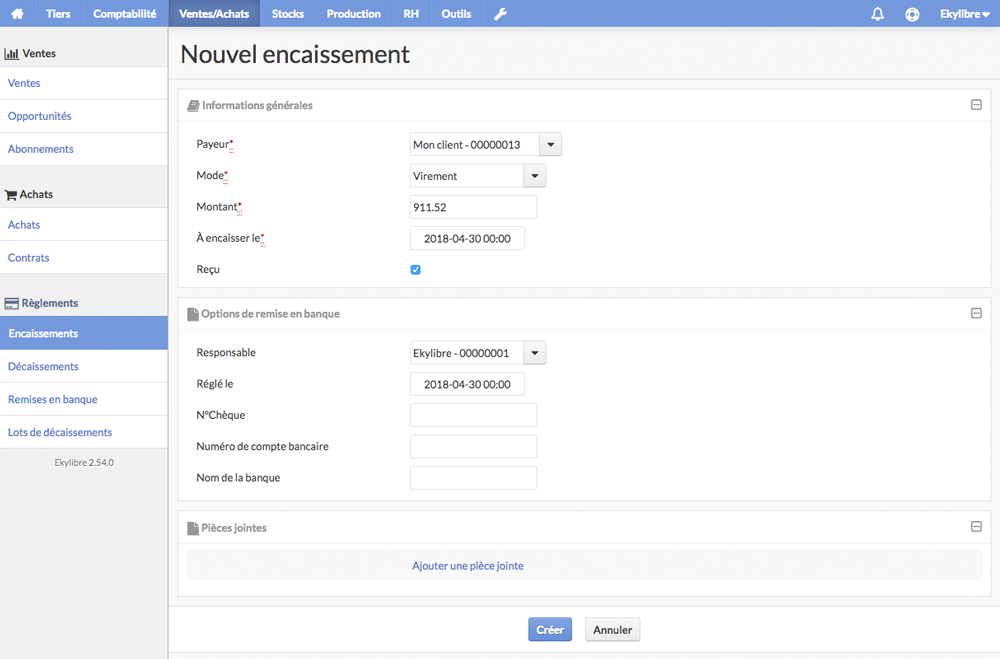 Tiers Comptabilité Ventes/Achats Stocks Production RH Outils Ekylibre
Ventes
Ventes
Opportunités
Abonnements
Achats
Achats
Contrats
Règlements
Encaissements
Décaissements
Remises en banque
Lots de décaissements
Ekylibre 2.54.0
Nouvel encaissement
Informations générales
Payeur* Mon client - 00000013
Mode* Virement
Montant* 911.52
À encaisser le* 2018-04-30 00:00
Reçu
Options de remise en banque
Responsable Ekylibre - 00000001
Réglé le 2018-04-30 00:00
N°Chèque
Numéro de compte bancaire
Nom de la banque
Pièces jointes
Ajouter une pièce jointe
Créer Annuler